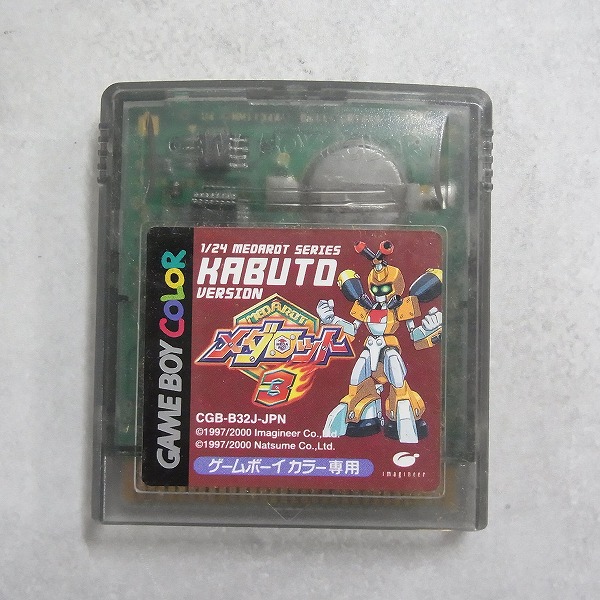 GAME BOY COLOR
1/24 MEDAROT SERIES
KABUTO
VERSION
MEDAROT
メダロット
3
CGB-B32J-JPN
©1997/2000 Imagineer Co.,Ltd.
©1997/2000 Natsume Co.,Ltd.
ゲームボーイカラー専用
imagineer